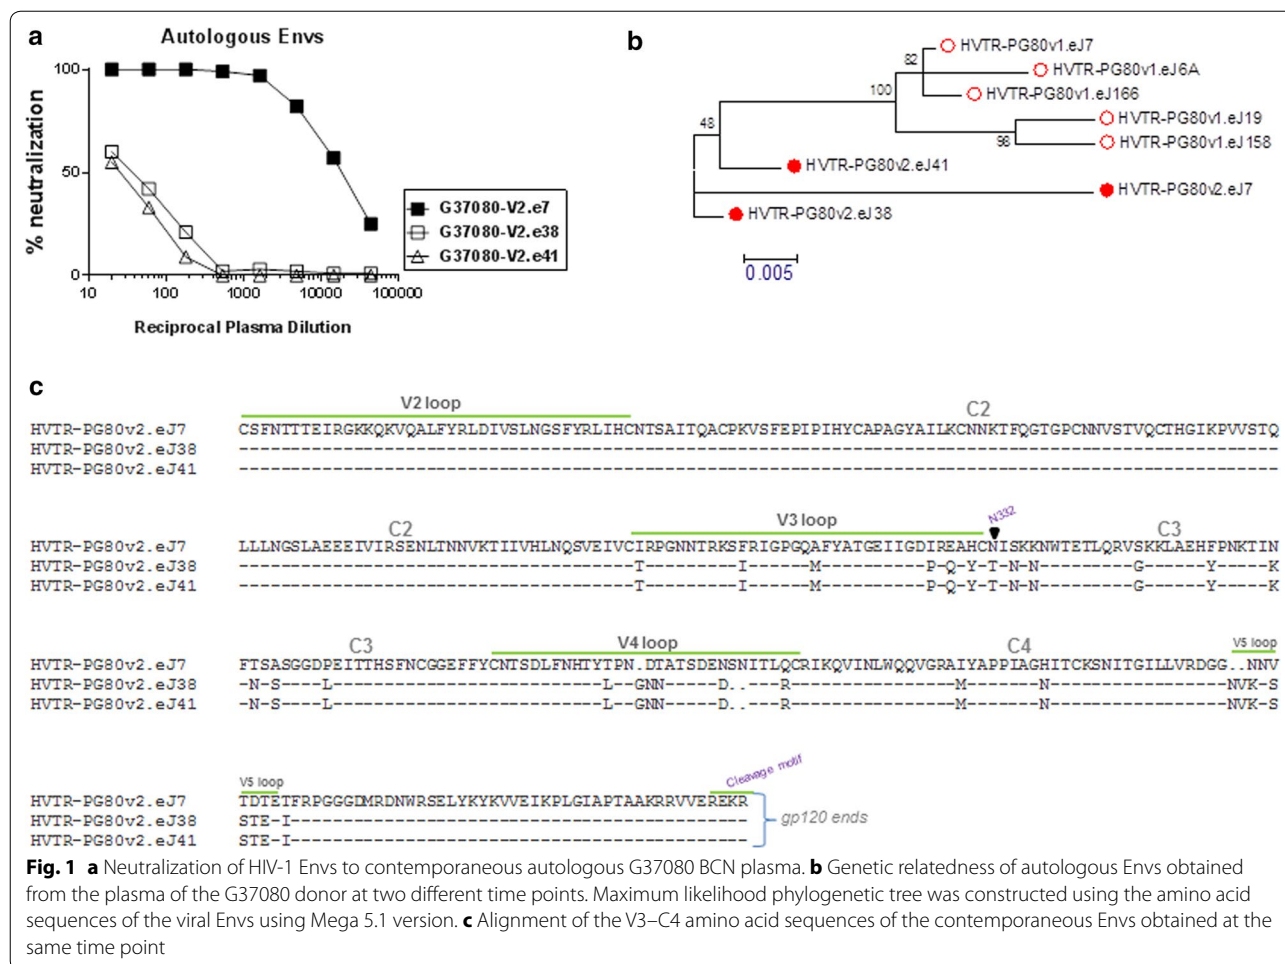 a
Autologous Envs
% neutralization
100
50
0
10
100
1000
10000
100000
Reciprocal Plasma Dilution
G37080-V2.e7
G37080-V2.e38
G37080-V2.e41
b
HVTR-PG80v1.eJ7
82
HVTR-PG80v1.eJ6A
100
HVTR-PG80v1.eJ166
48
HVTR-PG80v1.eJ19
98
HVTR-PG80v1.eJ158
HVTR-PG80v2.eJ41
HVTR-PG80v2.eJ7
HVTR-PG80v2.eJ38
0.005
c
V2 loop C2
HVTR-PG80v2.eJ7 CSFNTTTEIRGKKQKVQALFYRLDIVSLNGSFYRLIHCNTSAITQACPKVSFEPIPIHYCAPAGYAILKCNNKTFQGTGPCNNVSTVQCTHGIKPVVSTQ
HVTR-PG80v2.eJ38 ----------------------------------------------------------------------------------------------------
HVTR-PG80v2.eJ41 ----------------------------------------------------------------------------------------------------
C2 V3 loop N332 C3
HVTR-PG80v2.eJ7 LLLNGSLAEEEIVIRSENLTNNVKTIIVHLNQSVEIVCIRPGNNTRKSFRIGPGQAFYATGEIIGDIREAHCNISKKNWTETLQRVSKKLAEHFPNKTIN
HVTR-PG80v2.eJ38 --------------------------------------T---------I------M----------P-Q-Y-T-N-N---------G------Y-----K
HVTR-PG80v2.eJ41 --------------------------------------T---------I------M----------P-Q-Y-T-N-N---------G------Y-----K
C3 V4 loop C4 V5 loop
HVTR-PG80v2.eJ7 FTSASGGDPEITTHSFNCGGEFFYCNTSDLFNHTYTPN.DTATSDENSNITLQCRIKQVINLWQQVGRAIYAPPIAGHITCKSNITGILLVRDGG..NNV
HVTR-PG80v2.eJ38 -N-S----L--------------------------L--GNN-----D..---R----------------M-------N-----------------NVK-S
HVTR-PG80v2.eJ41 -N-S----L--------------------------L--GNN-----D..---R----------------M-------N-----------------NVK-S
V5 loop Cleavage motif
HVTR-PG80v2.eJ7 TDTETFRPGGGDMRDNWRSELYKYKVVEIKPLGIAPTAAKRRVVEREKR
HVTR-PG80v2.eJ38 STE-I--------------------------------------------
HVTR-PG80v2.eJ41 STE-I--------------------------------------------
gp120 ends
Fig. 1 a Neutralization of HIV-1 Envs to contemporaneous autologous G37080 BCN plasma. b Genetic relatedness of autologous Envs obtained
from the plasma of the G37080 donor at two different time points. Maximum likelihood phylogenetic tree was constructed using the amino acid
sequences of the viral Envs using Mega 5.1 version. c Alignment of the V3–C4 amino acid sequences of the contemporaneous Envs obtained at the
same time point